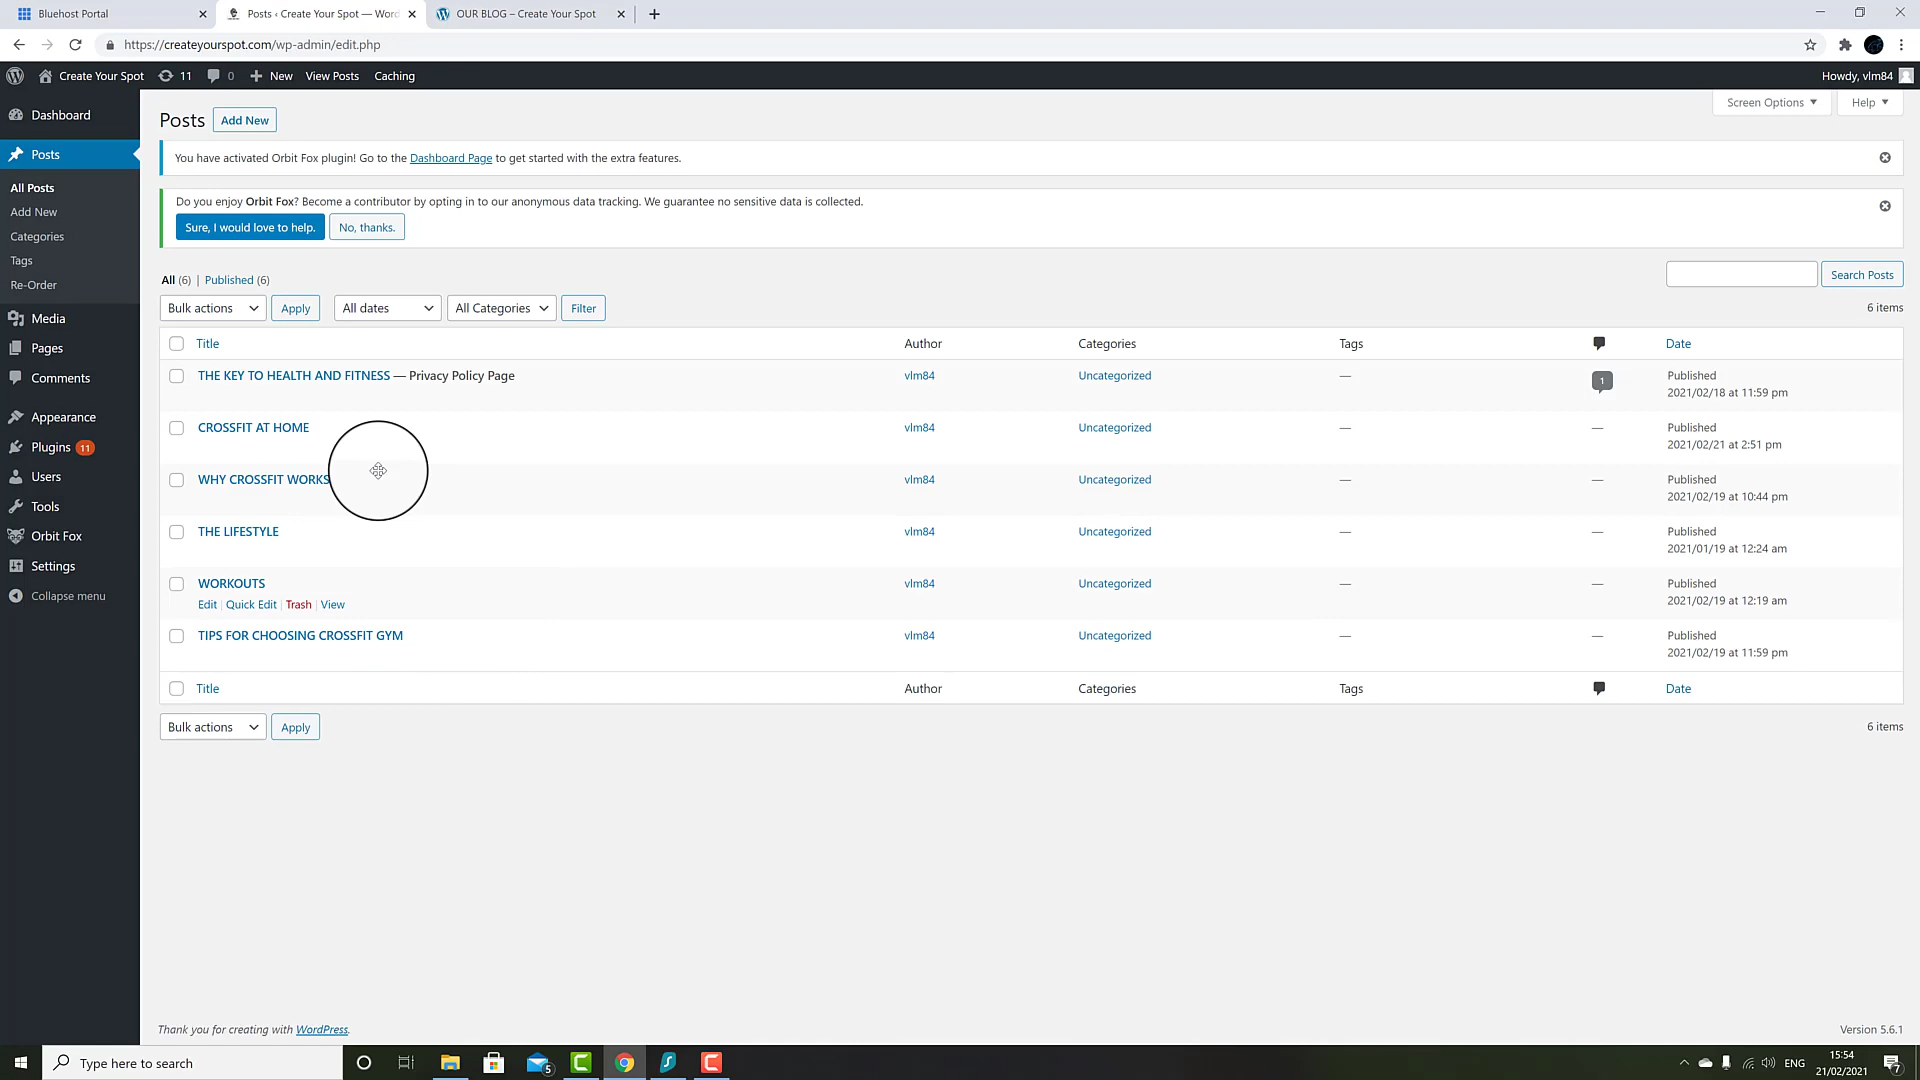 Bluehost Portal
Posts ‹ Create Your Spot — Word
OUR BLOG – Create Your Spot
https://createyourspot.com/wp-admin/edit.php
Create Your Spot 11 0 New View Posts Caching
Howdy, vlm84
Dashboard
Posts
All Posts
Add New
Categories
Tags
Re-Order
Media
Pages
Comments
Appearance
Plugins 11
Users
Tools
Orbit Fox
Settings
Collapse menu
Screen Options
Help
Posts Add New
You have activated Orbit Fox plugin! Go to the Dashboard Page to get started with the extra features.
Do you enjoy Orbit Fox? Become a contributor by opting in to our anonymous data tracking. We guarantee no sensitive data is collected.
Sure, I would love to help. No, thanks.
All (6) | Published (6)
Search Posts
Bulk actions Apply All dates All Categories Filter
6 items
Title Author Categories Tags Date
THE KEY TO HEALTH AND FITNESS — Privacy Policy Page vlm84 Uncategorized — 1 Published
2021/02/18 at 11:59 pm
CROSSFIT AT HOME vlm84 Uncategorized — — Published
2021/02/21 at 2:51 pm
WHY CROSSFIT WORKS vlm84 Uncategorized — — Published
2021/02/19 at 10:44 pm
THE LIFESTYLE vlm84 Uncategorized — — Published
2021/01/19 at 12:24 am
WORKOUTS vlm84 Uncategorized — — Published
Edit | Quick Edit | Trash | View 2021/02/19 at 12:19 am
TIPS FOR CHOOSING CROSSFIT GYM vlm84 Uncategorized — — Published
2021/02/19 at 11:59 pm
Title Author Categories Tags Date
Bulk actions Apply
6 items
Thank you for creating with WordPress.
Version 5.6.1
Type here to search
5
ENG
15:54
21/02/2021
7